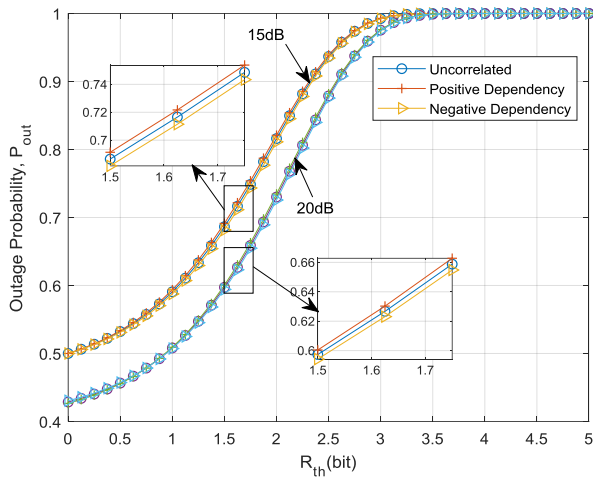 1
0.9
0.8
0.7
0.6
0.5
0.4
Outage Probability, P_out
15dB
Uncorrelated
Positive Dependency
Negative Dependency
0.74
0.72
0.7
1.5 1.6 1.7
20dB
0.66
0.64
0.62
0.6
1.5 1.6 1.7
0 0.5 1.0 1.5 2.0 2.5 3 3.5 4 4.5 5
R_th(bit)